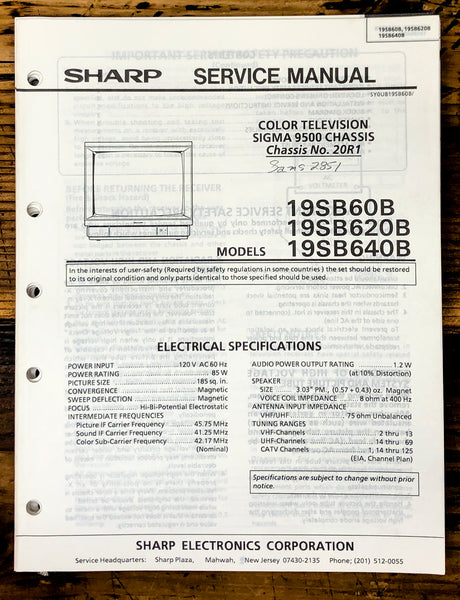 19SB60B, 19SB620B
19SB640B
SHARP SERVICE MANUAL
SY0UB19SB60B/
COLOR TELEVISION
SIGMA 9500 CHASSIS
Chassis No. 20R1
Sams 2851
19SB60B
19SB620B
MODELS 19SB640B
In the interests of user-safety (Required by safety regulations in some countries ) the set should be restored
to its original condition and only parts identical to those specified should be used.
ELECTRICAL SPECIFICATIONS
POWER INPUT 120 V AC 60 Hz
POWER RATING 85 W
PICTURE SIZE 185 sq. in.
CONVERGENCE Magnetic
SWEEP DEFLECTION Magnetic
FOCUS Hi-Bi-Potential Electrostatic
INTERMEDIATE FREQUENCIES
Picture IF Carrier Frequency 45.75 MHz
Sound IF Carrier Frequency 41.25 MHz
Color Sub-Carrier Frequency 42.17 MHz
(Nominal)
AUDIO POWER OUTPUT RATING 1.2 W
(at 10% Distortion)
SPEAKER
SIZE 3.03" PM., (0.57 + 0.43) oz. Magnet
VOICE COIL IMPEDANCE 8 ohm at 400 Hz
ANTENNA INPUT IMPEDANCE
VHF/UHF 75 ohm Unbalanced
TUNING RANGES
VHF-Channels 2 thru 13
UHF-Channels 14 thru 69
CATV Channels 1, 14 thru 125
(EIA, Channel Plan)
Specifications are subject to change without prior
notice.
SHARP ELECTRONICS CORPORATION
Service Headquarters: Sharp Plaza, Mahwah, New Jersey 07430-2135 Phone; (201) 512-0055